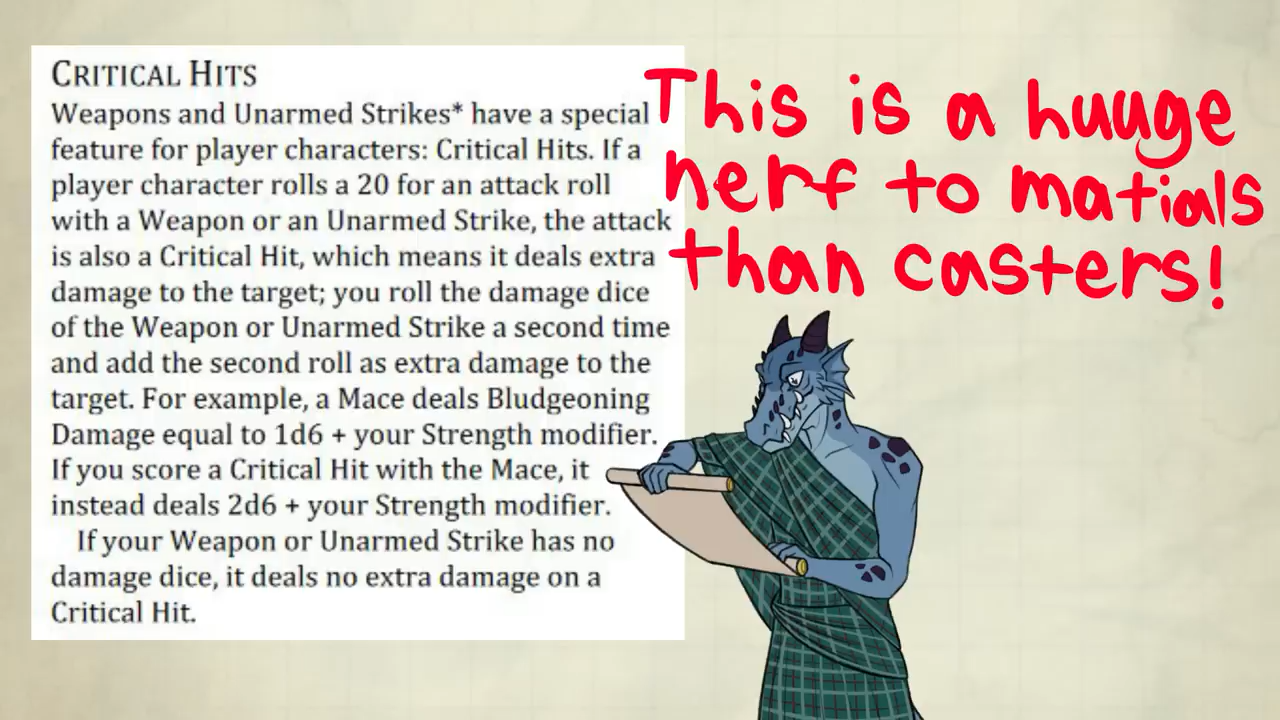 CRITICAL HITS
Weapons and Unarmed Strikes* have a special
feature for player characters: Critical Hits. If a
player character rolls a 20 for an attack roll
with a Weapon or an Unarmed Strike, the attack
is also a Critical Hit, which means it deals extra
damage to the target; you roll the damage dice
of the Weapon or Unarmed Strike a second time
and add the second roll as extra damage to the
target. For example, a Mace deals Bludgeoning
Damage equal to 1d6 + your Strength modifier.
If you score a Critical Hit with the Mace, it
instead deals 2d6 + your Strength modifier.
If your Weapon or Unarmed Strike has no
damage dice, it deals no extra damage on a
Critical Hit.
This is a huuge
nerf to matials
than casters!